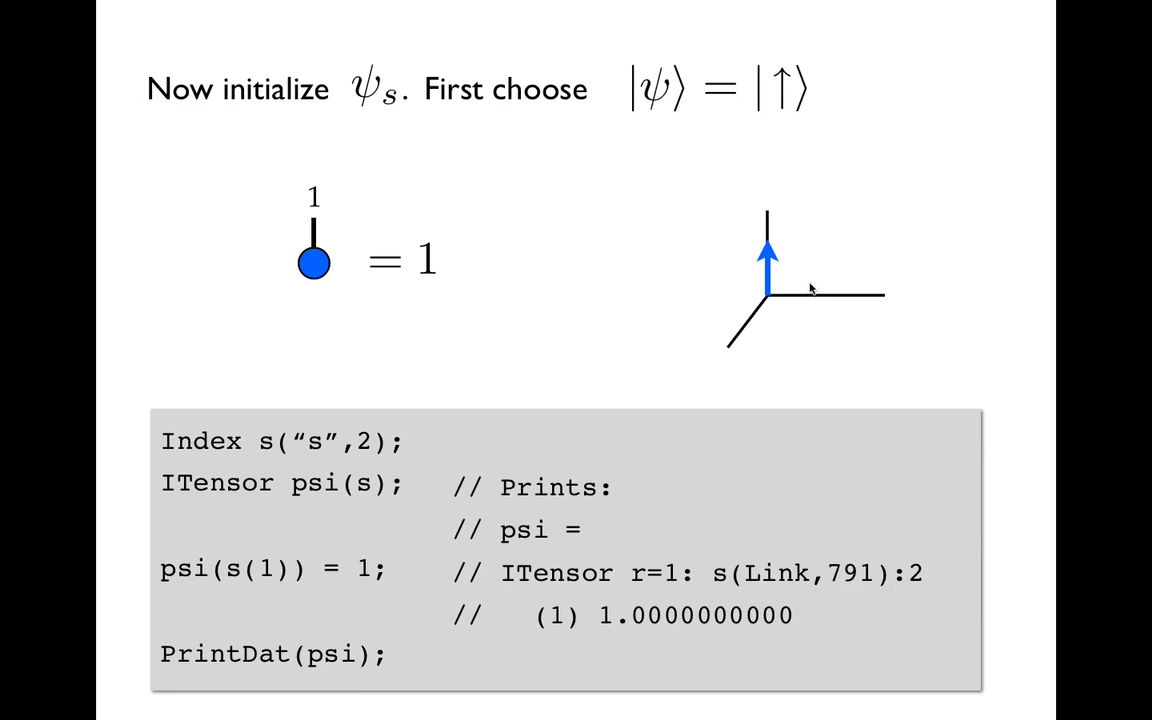 Now initialize ψₛ. First choose |ψ⟩ = |↑⟩
1
= 1
Index s(“s”,2);
ITensor psi(s);
psi(s(1)) = 1;
PrintDat(psi);
// Prints:
// psi =
// ITensor r=1: s(Link,791):2
//   (1) 1.0000000000